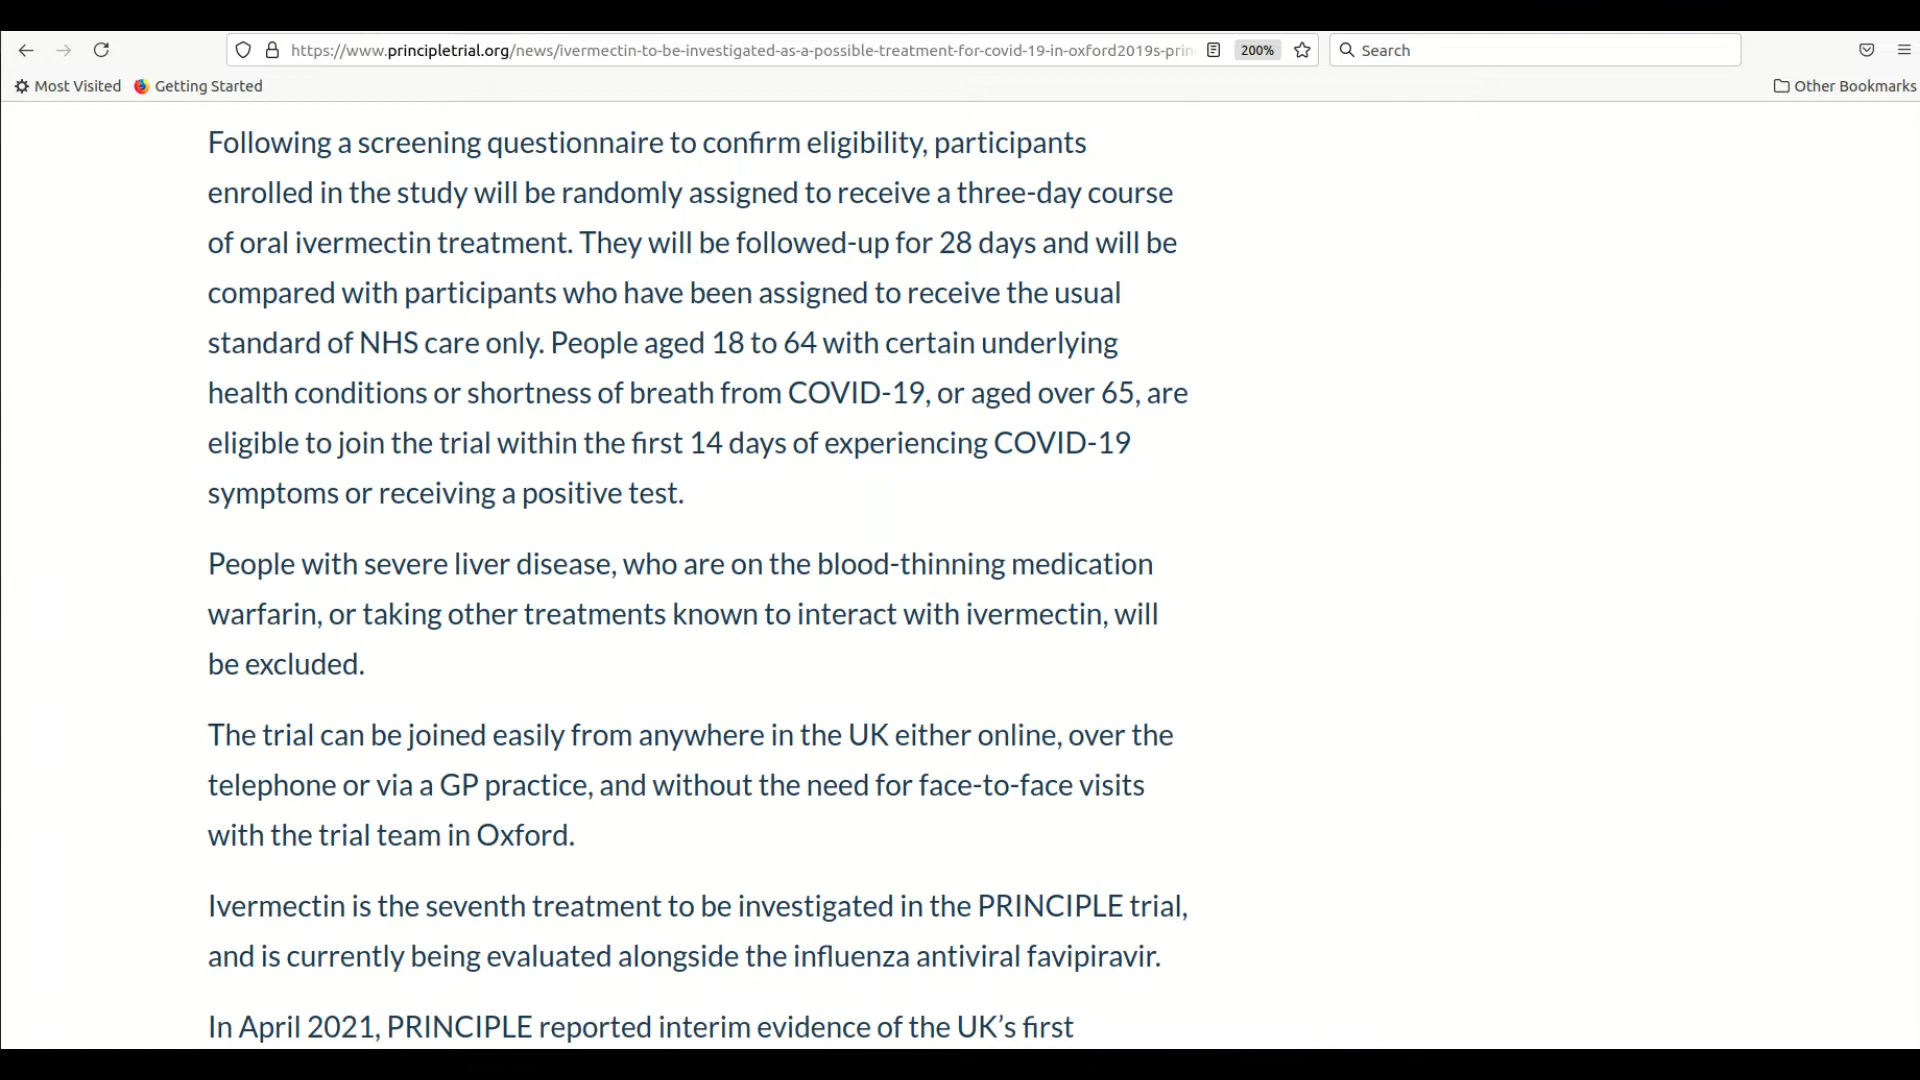 https://www.principletrial.org/news/ivermectin-to-be-investigated-as-a-possible-treatment-for-covid-19-in-oxford2019s-prin
200%
Search
Most Visited
Getting Started
Other Bookmarks
Following a screening questionnaire to confirm eligibility, participants
enrolled in the study will be randomly assigned to receive a three-day course
of oral ivermectin treatment. They will be followed-up for 28 days and will be
compared with participants who have been assigned to receive the usual
standard of NHS care only. People aged 18 to 64 with certain underlying
health conditions or shortness of breath from COVID-19, or aged over 65, are
eligible to join the trial within the first 14 days of experiencing COVID-19
symptoms or receiving a positive test.
People with severe liver disease, who are on the blood-thinning medication
warfarin, or taking other treatments known to interact with ivermectin, will
be excluded.
The trial can be joined easily from anywhere in the UK either online, over the
telephone or via a GP practice, and without the need for face-to-face visits
with the trial team in Oxford.
Ivermectin is the seventh treatment to be investigated in the PRINCIPLE trial,
and is currently being evaluated alongside the influenza antiviral favipiravir.
In April 2021, PRINCIPLE reported interim evidence of the UK’s first